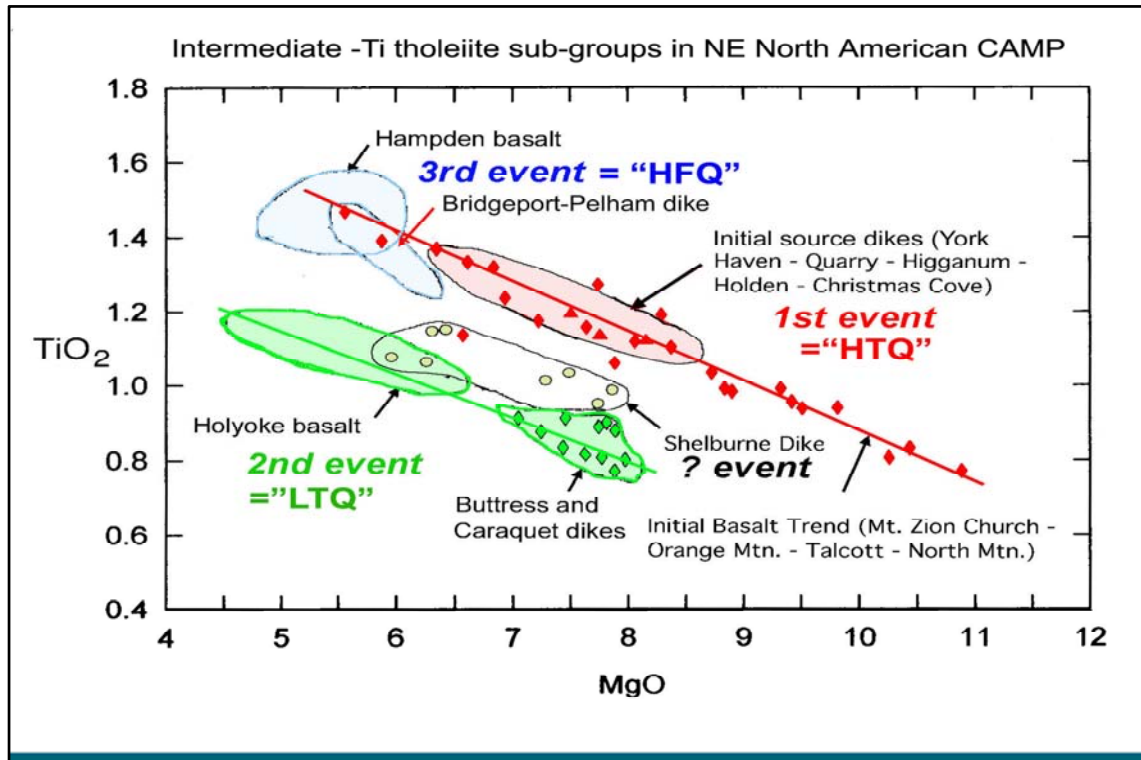 Intermediate -Ti tholeiite sub-groups in NE North American CAMP
1.8
1.6
1.4
1.2
1.0
0.8
0.6
0.4
TiO2
Hampden basalt
3rd event = "HFQ"
Bridgeport-Pelham dike
Initial source dikes (York
Haven - Quarry - Higganum -
Holden - Christmas Cove)
1st event
="HTQ"
Holyoke basalt
2nd event
="LTQ"
Shelburne Dike
? event
Buttress and
Caraquet dikes
Initial Basalt Trend (Mt. Zion Church -
Orange Mtn. - Talcott - North Mtn.)
4 5 6 7 8 9 10 11 12
MgO